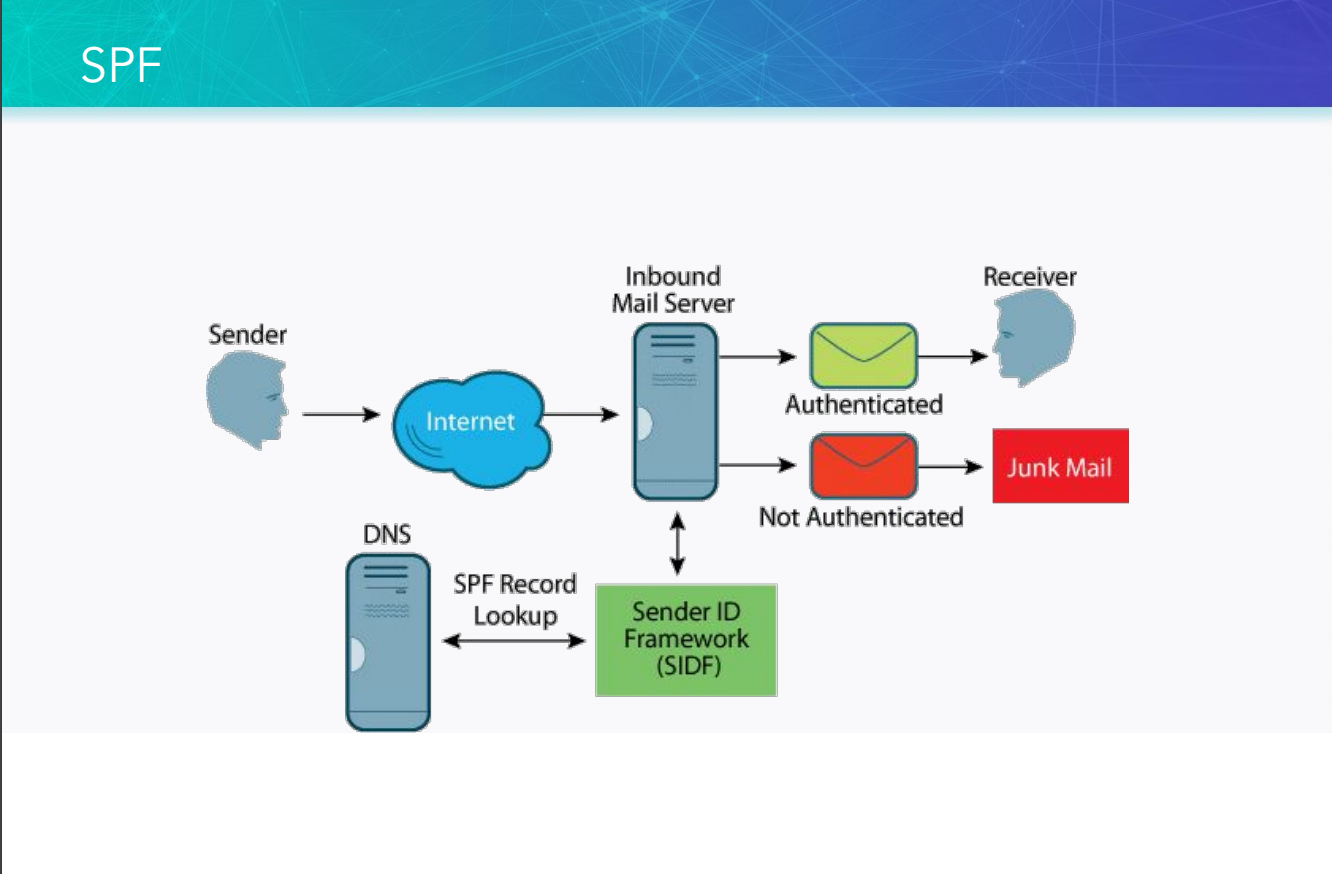 SPF
Sender
Internet
Inbound
Mail Server
Receiver
Authenticated
Not Authenticated
Junk Mail
DNS
SPF Record
Lookup
Sender ID
Framework
(SIDF)